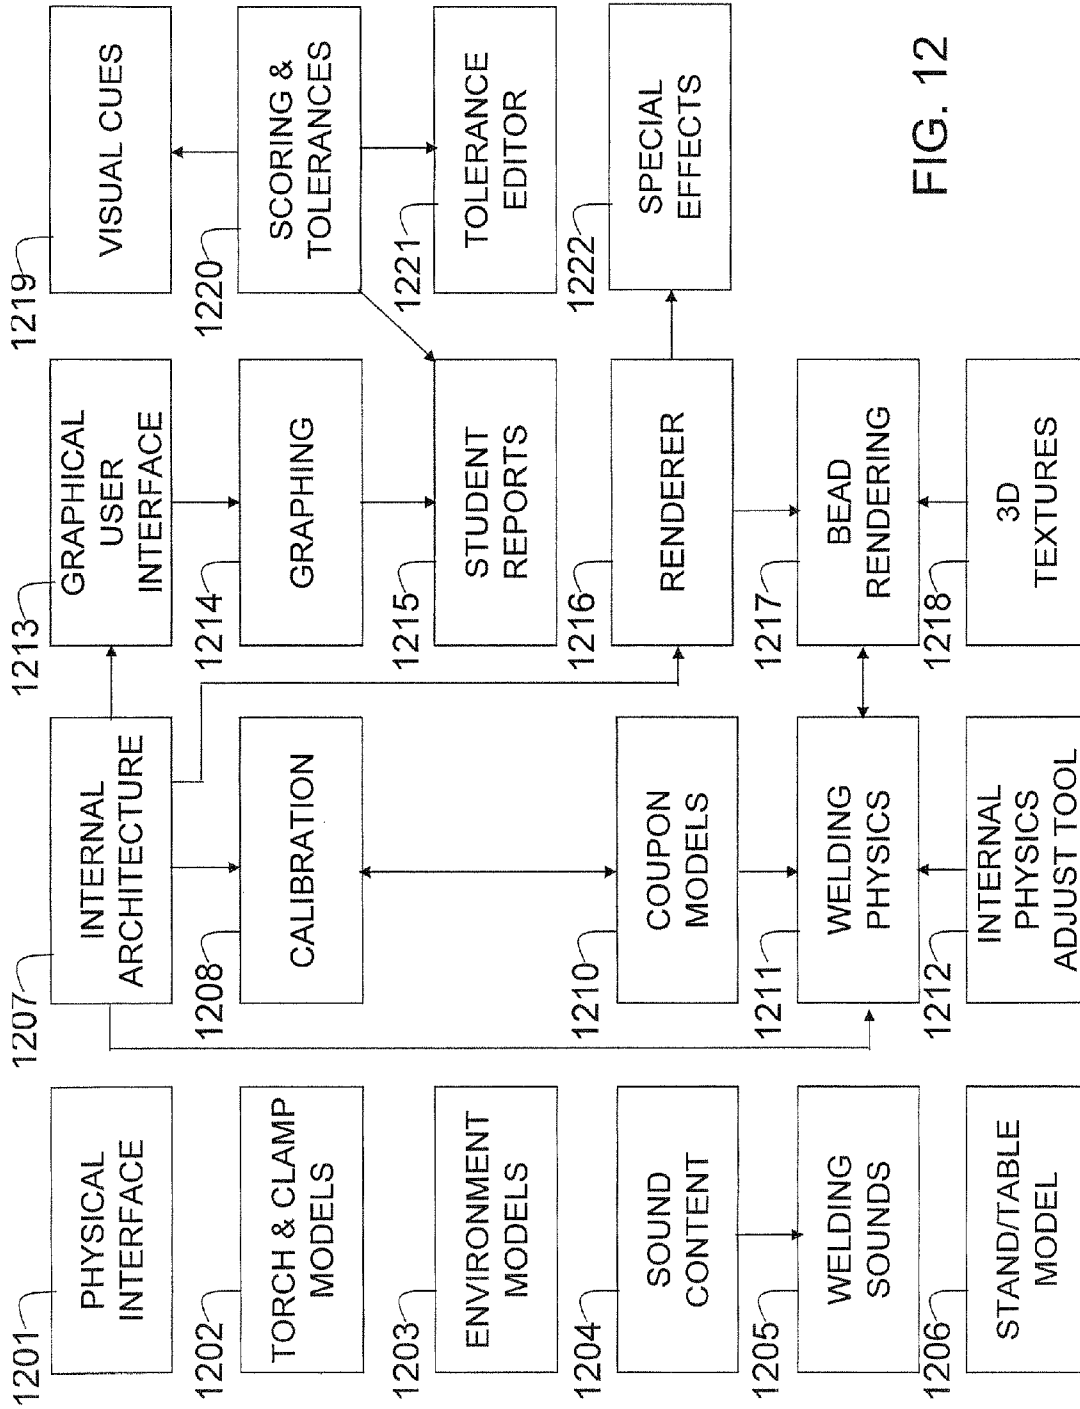 1201
PHYSICAL
INTERFACE
1202
TORCH & CLAMP
MODELS
1203
ENVIRONMENT
MODELS
1204
SOUND
CONTENT
1205
WELDING
SOUNDS
1206
STAND/TABLE
MODEL
1207
INTERNAL
ARCHITECTURE
1208
CALIBRATION
1210
COUPON
MODELS
1211
WELDING
PHYSICS
1212
INTERNAL
PHYSICS
ADJUST TOOL
1213
GRAPHICAL
USER
INTERFACE
1214
GRAPHING
1215
STUDENT
REPORTS
1216
RENDERER
1217
BEAD
RENDERING
1218
3D
TEXTURES
1219
VISUAL CUES
1220
SCORING &
TOLERANCES
1221
TOLERANCE
EDITOR
1222
SPECIAL
EFFECTS
FIG. 12